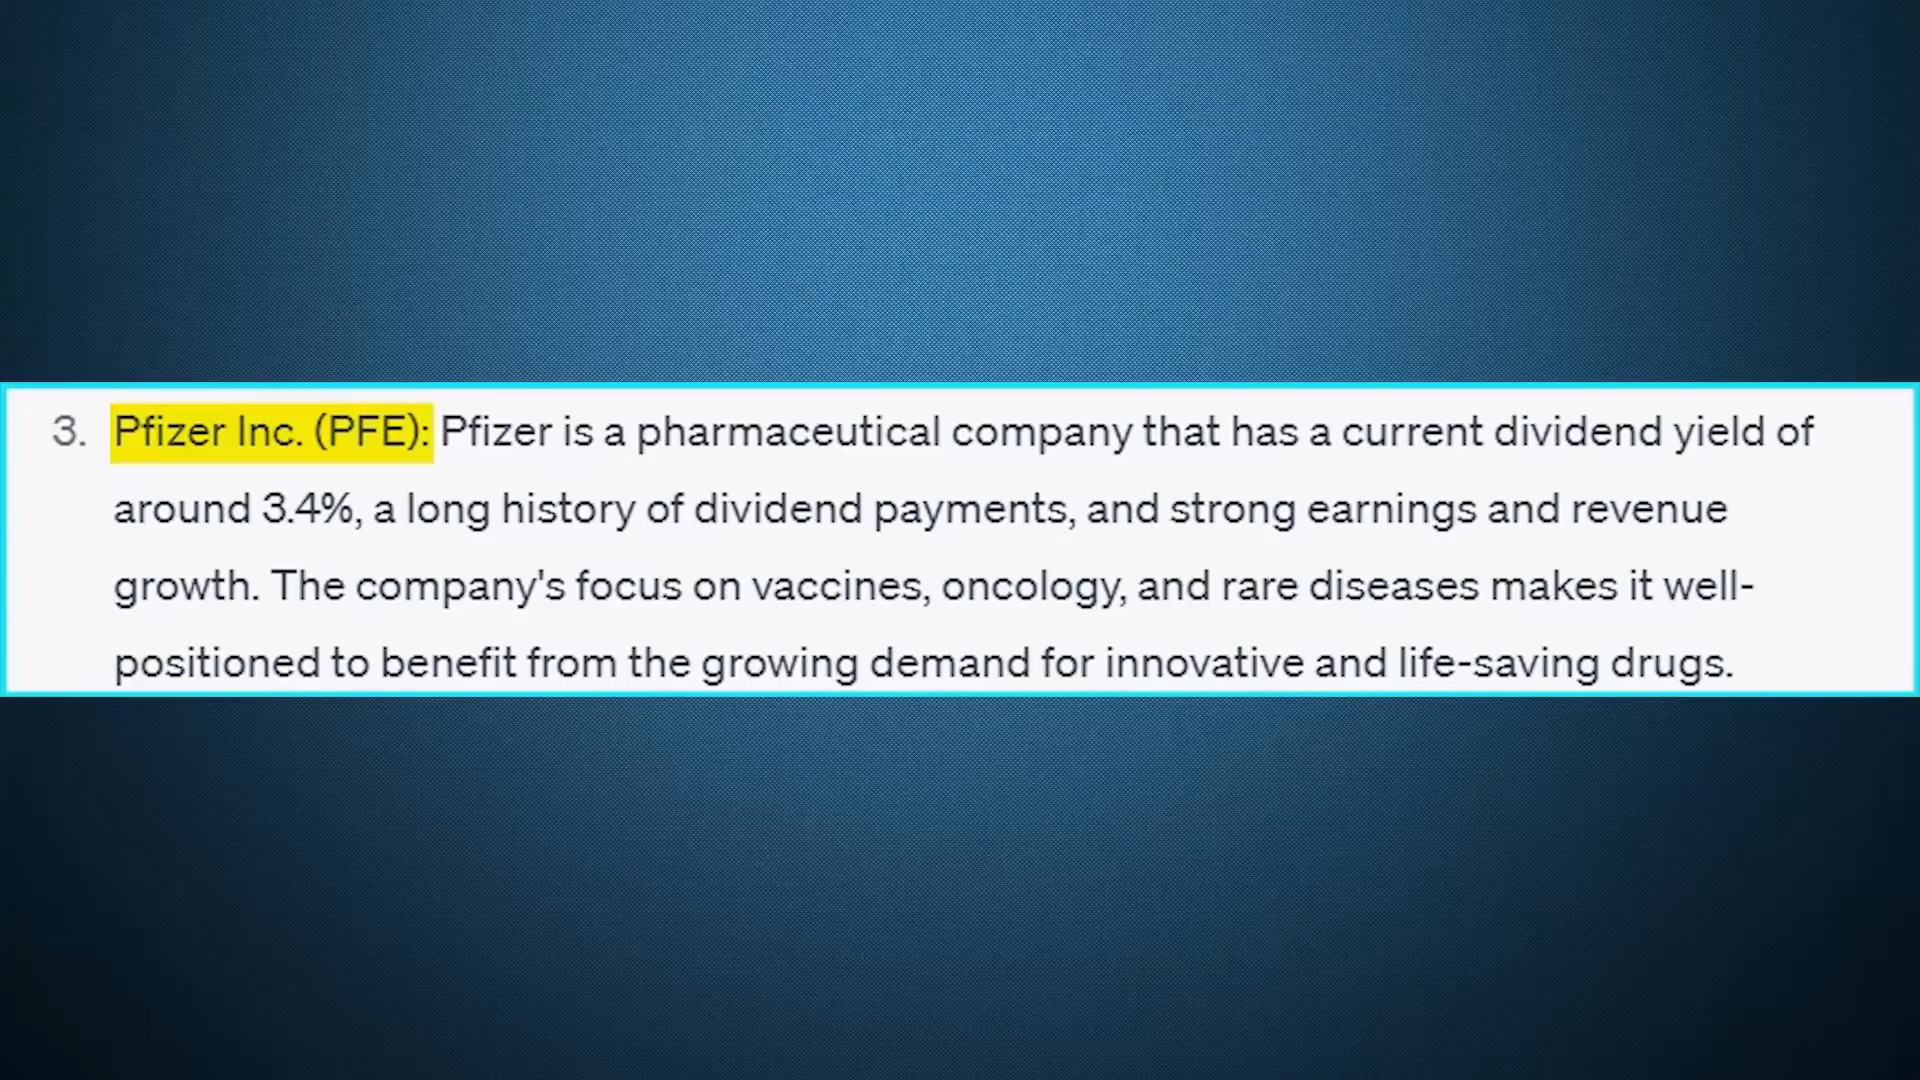 3. Pfizer Inc. (PFE): Pfizer is a pharmaceutical company that has a current dividend yield of
around 3.4%, a long history of dividend payments, and strong earnings and revenue
growth. The company's focus on vaccines, oncology, and rare diseases makes it well-
positioned to benefit from the growing demand for innovative and life-saving drugs.